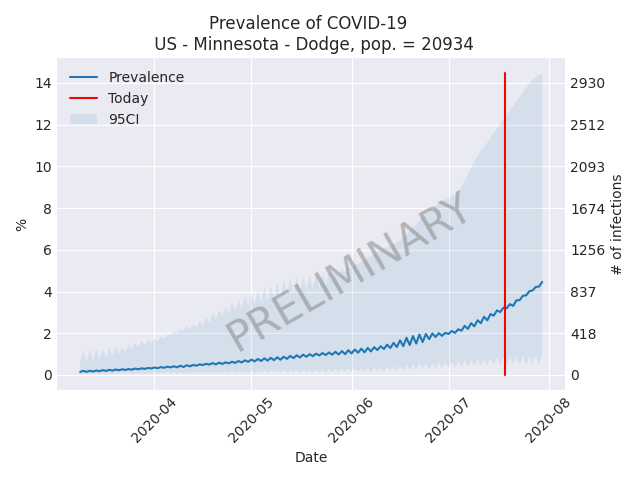 Prevalence of COVID-19
US - Minnesota - Dodge, pop. = 20934
Prevalence
Today
95CI
14
12
10
8
6
4
2
0
%
2930
2512
2093
1674
1256
837
418
0
# of infections
PRELIMINARY
2020-04
2020-05
2020-06
2020-07
2020-08
Date